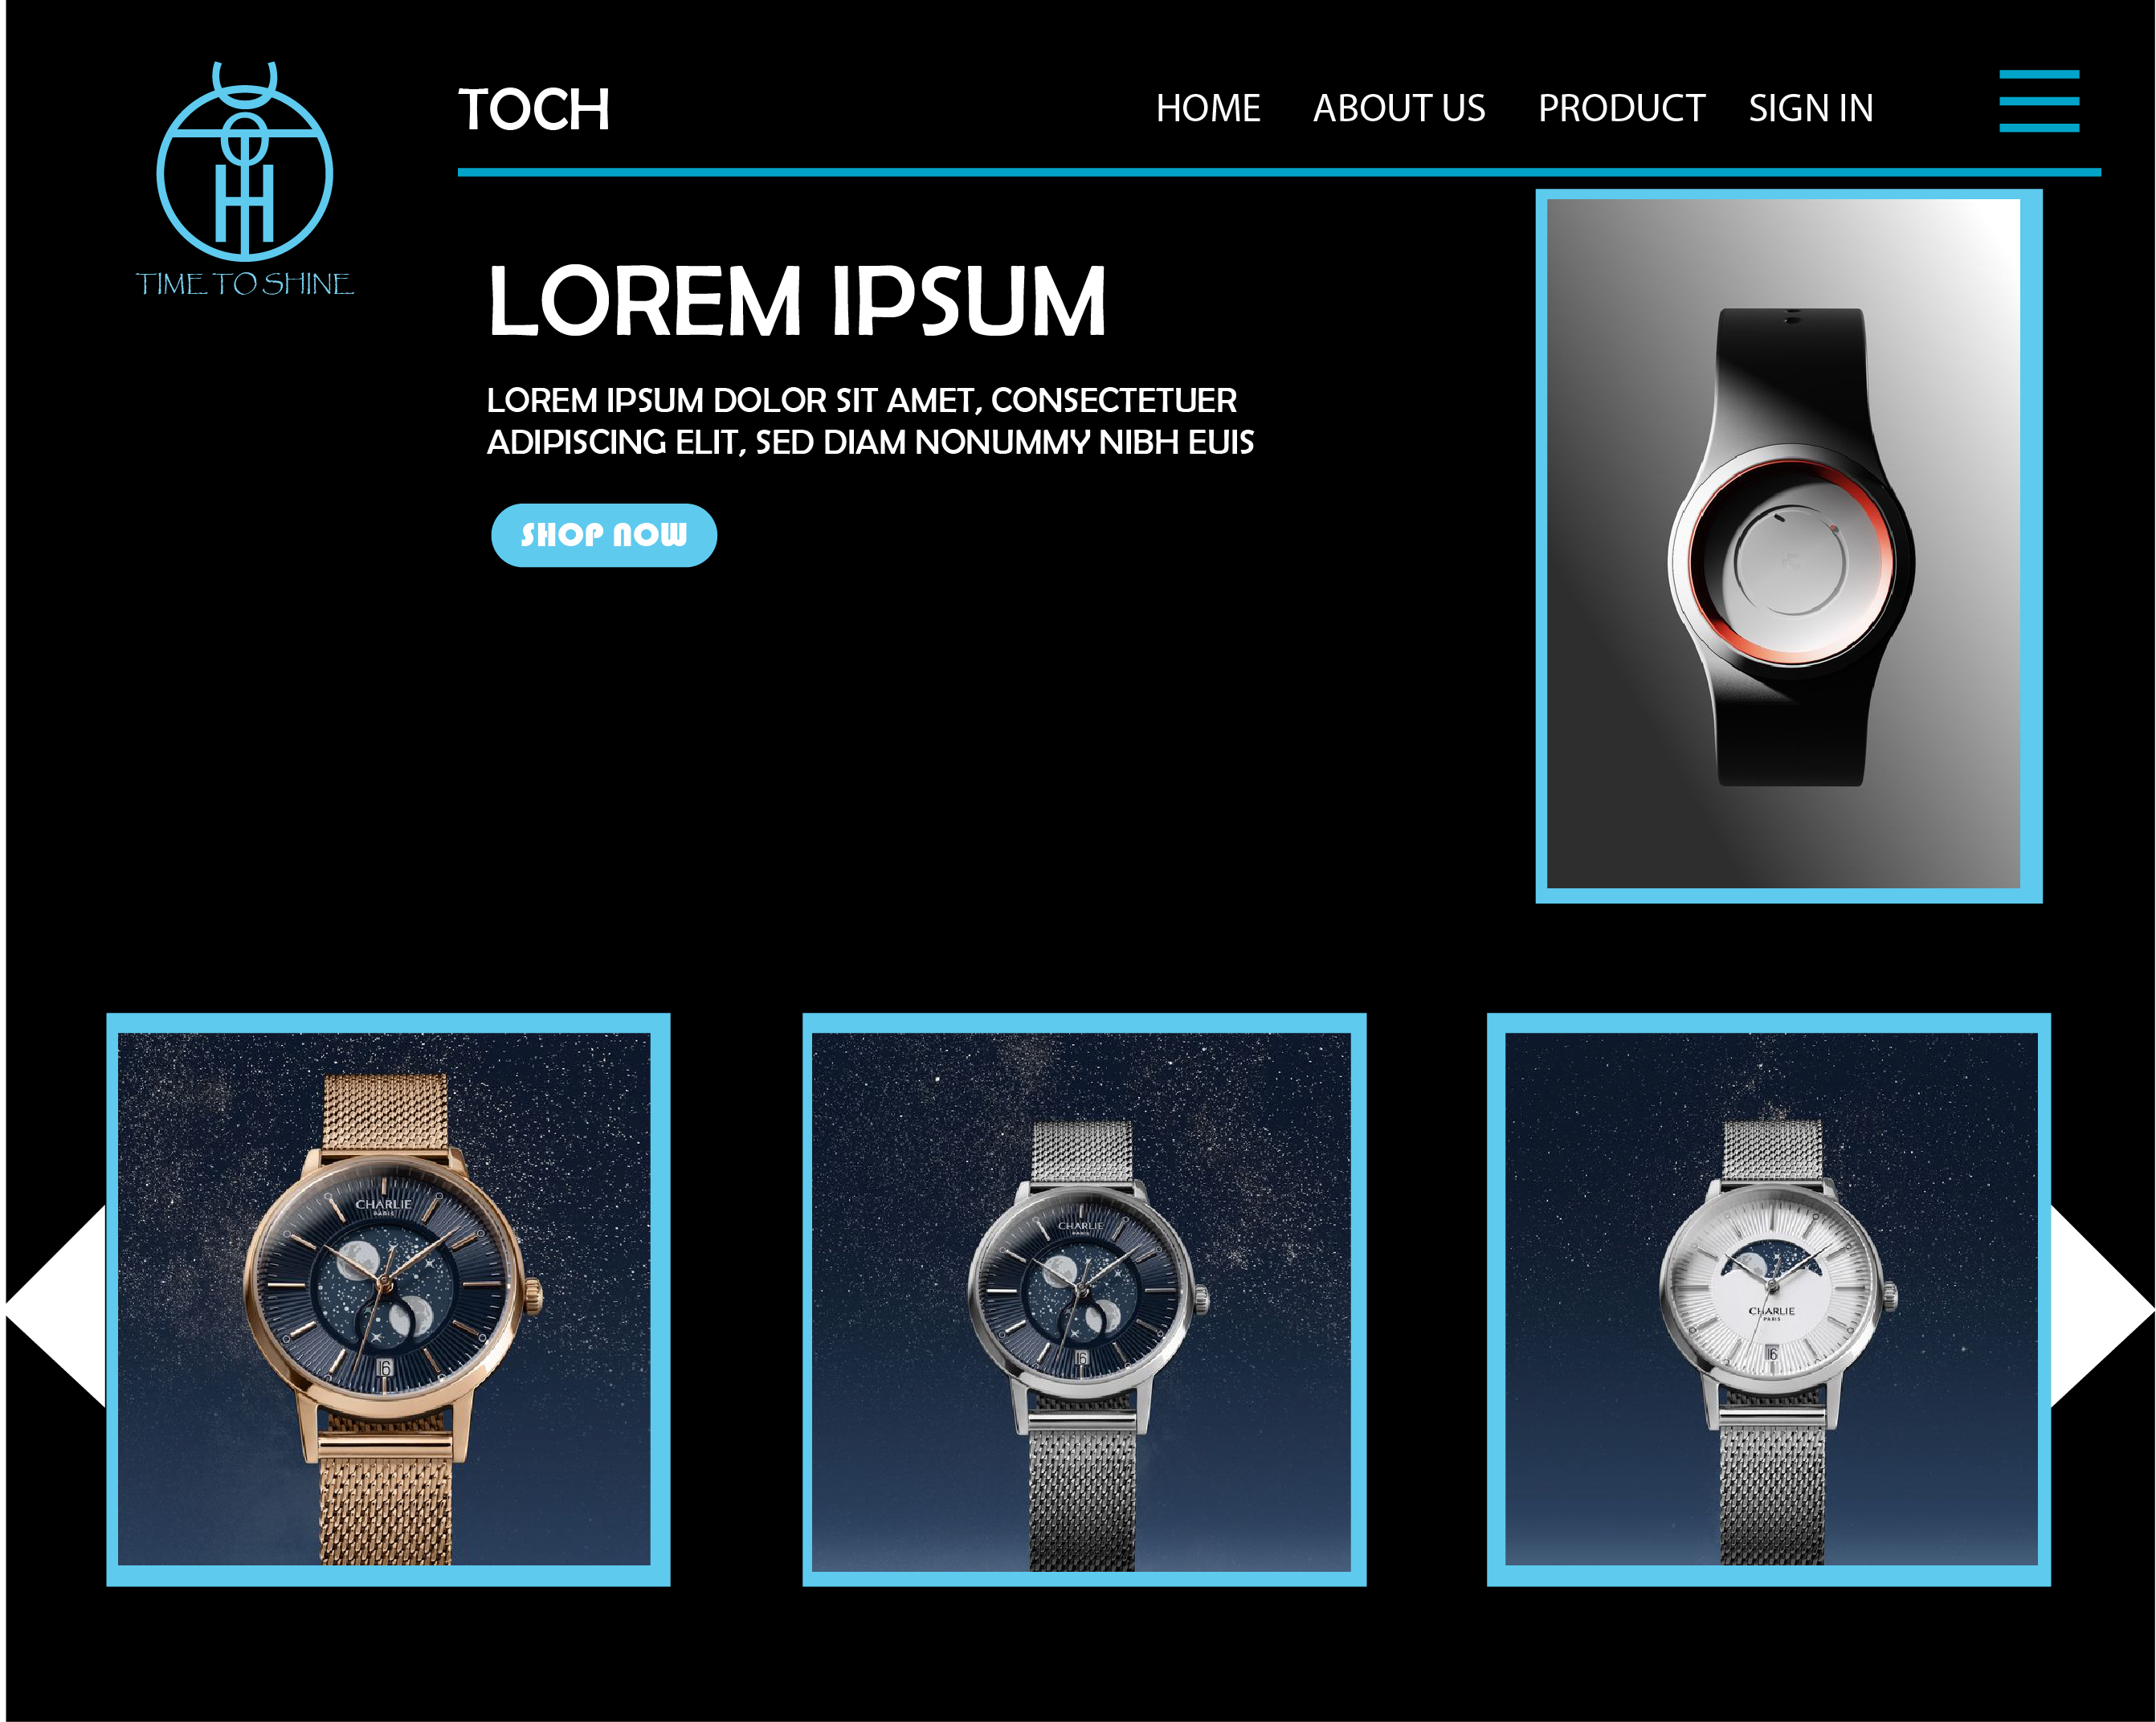 TOCH
HOME ABOUT US PRODUCT SIGN IN
TIME TO SHINE
LOREM IPSUM
LOREM IPSUM DOLOR SIT AMET, CONSECTETUER
ADIPISCING ELIT, SED DIAM NONUMMY NIBH EUIS
SHOP NOW
CHARLIE
PARIS
16
CHARLIE
PARIS
16
CHARLIE
PARIS
16